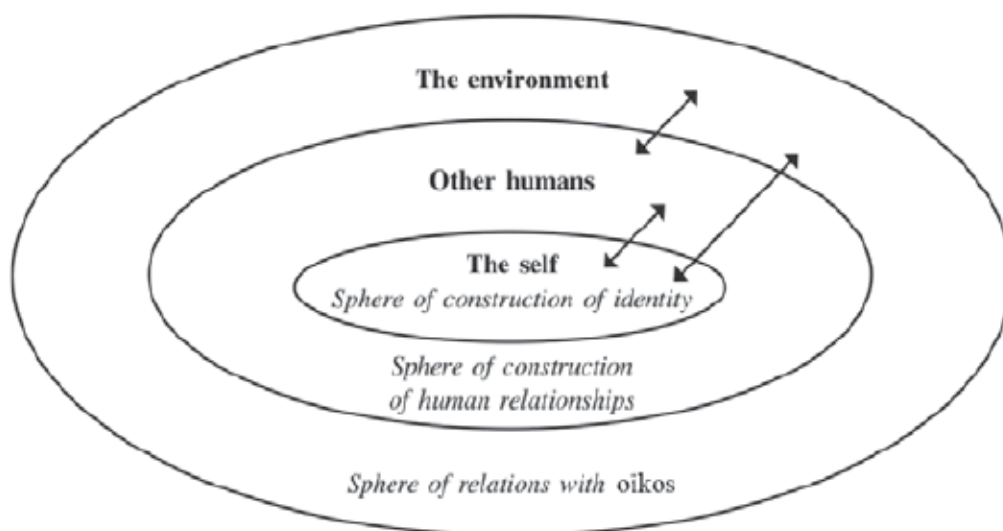 The environment
Other humans
The self
Sphere of construction of identity
Sphere of construction
of human relationships
Sphere of relations with oïkos